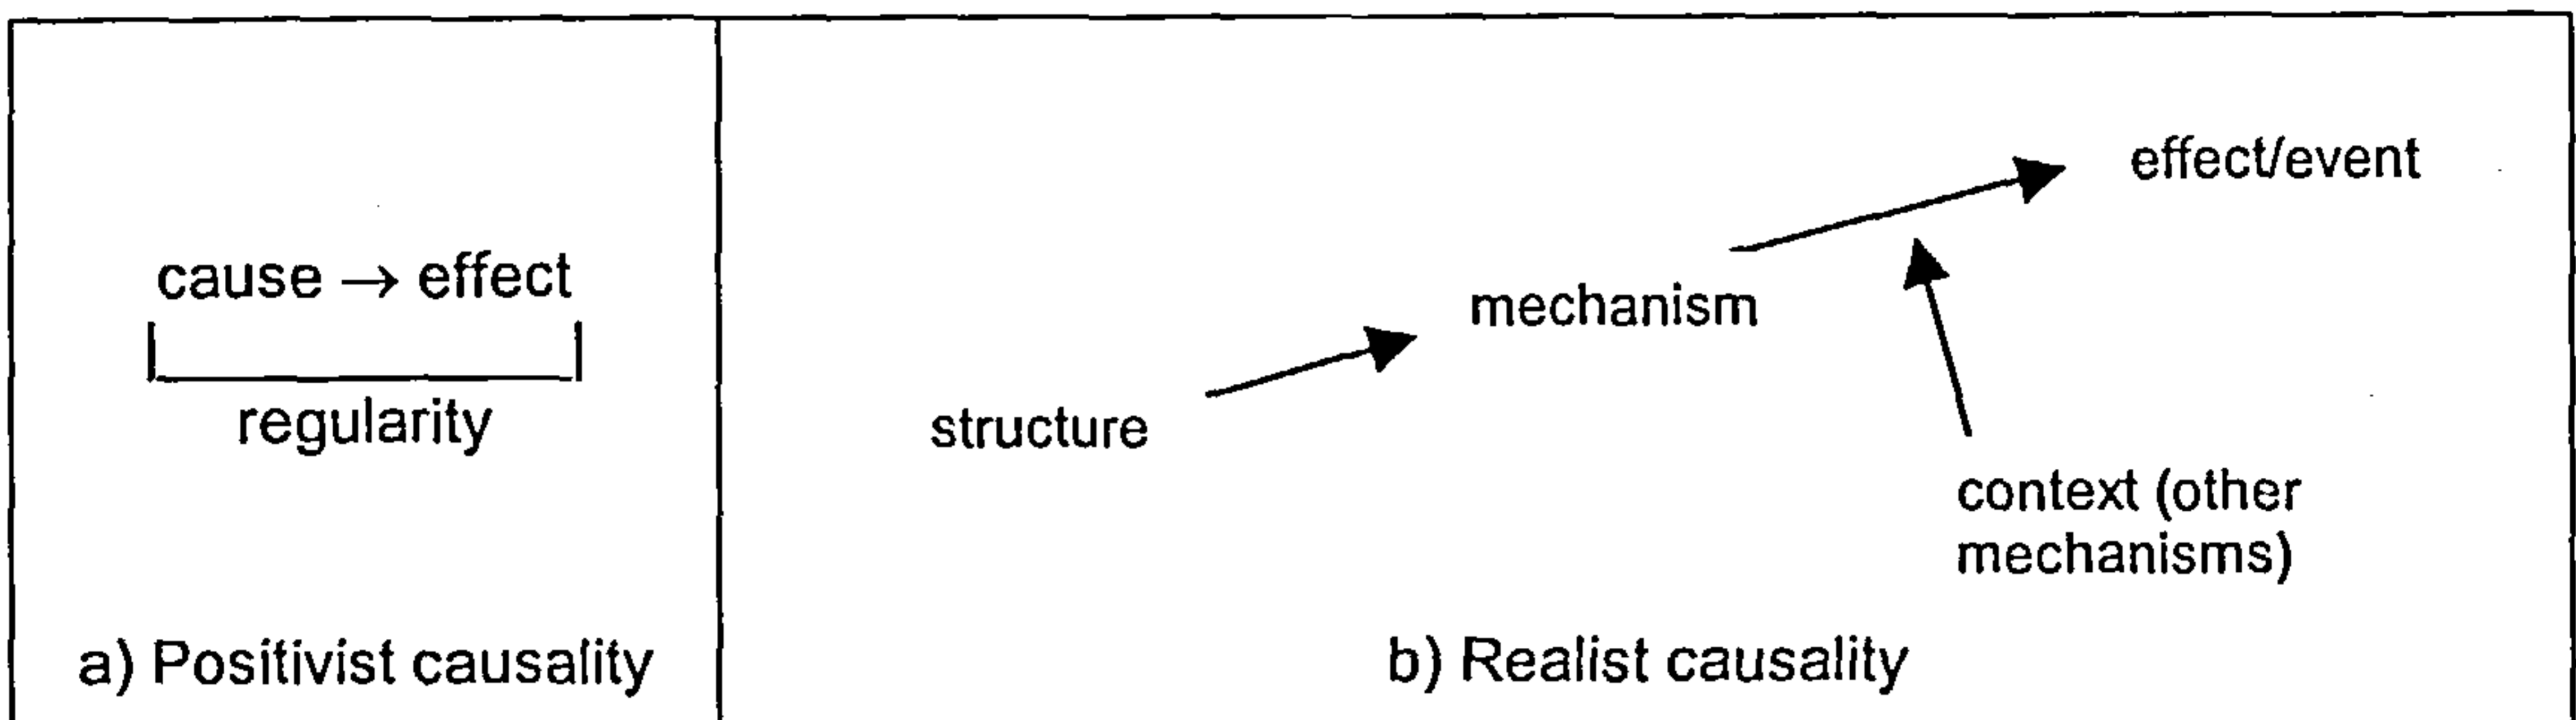 cause → effect
regularity
a) Positivist causality
effect/event
mechanism
structure
context (other
mechanisms)
b) Realist causality